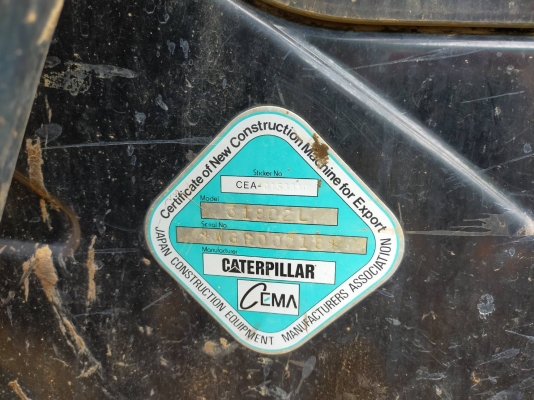 Certificate of New Construction Machine for Export
Sticker No.
CEA-
Model
318D2L
Serial No.
Manufacturer
CATERPILLAR
CEMA
JAPAN CONSTRUCTION EQUIPMENT MANUFACTURERS ASSOCIATION